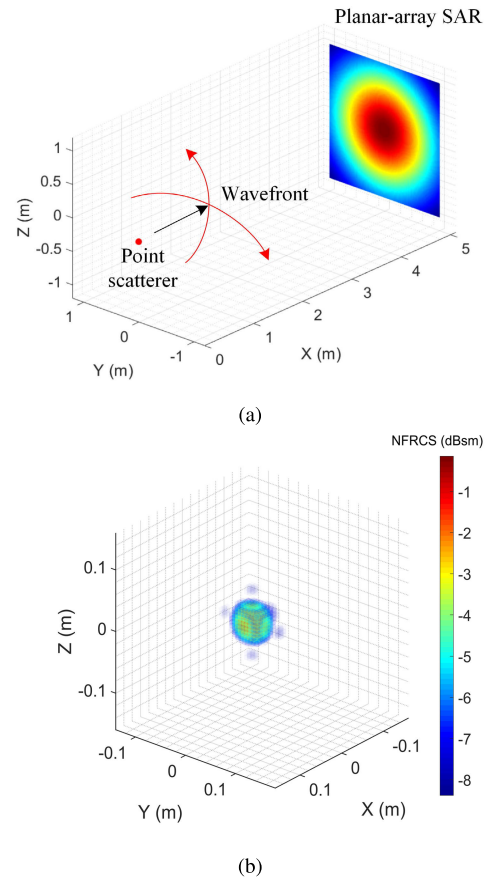 Planar-array SAR
1
0.5
0
-0.5
-1
Z (m)
Wavefront
Point
scatterer
1
0
-1
Y (m)
0
1
2
3
4
5
X (m)
(a)
NFRCS (dBsm)
-1
-2
-3
-4
-5
-6
-7
-8
0.1
0
-0.1
Z (m)
-0.1
0
0.1
Y (m)
0.1
0
-0.1
X (m)
(b)